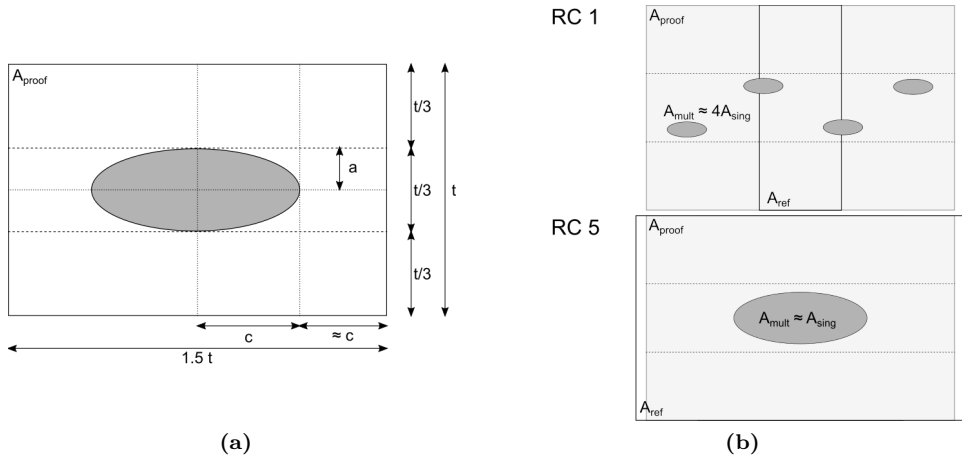 A_proof
t/3
a
t/3
t
t/3
c
≈ c
1.5 t
(a)
RC 1
A_proof
A_mult ≈ 4A_sing
A_ref
RC 5
A_proof
A_mult ≈ A_sing
A_ref
(b)